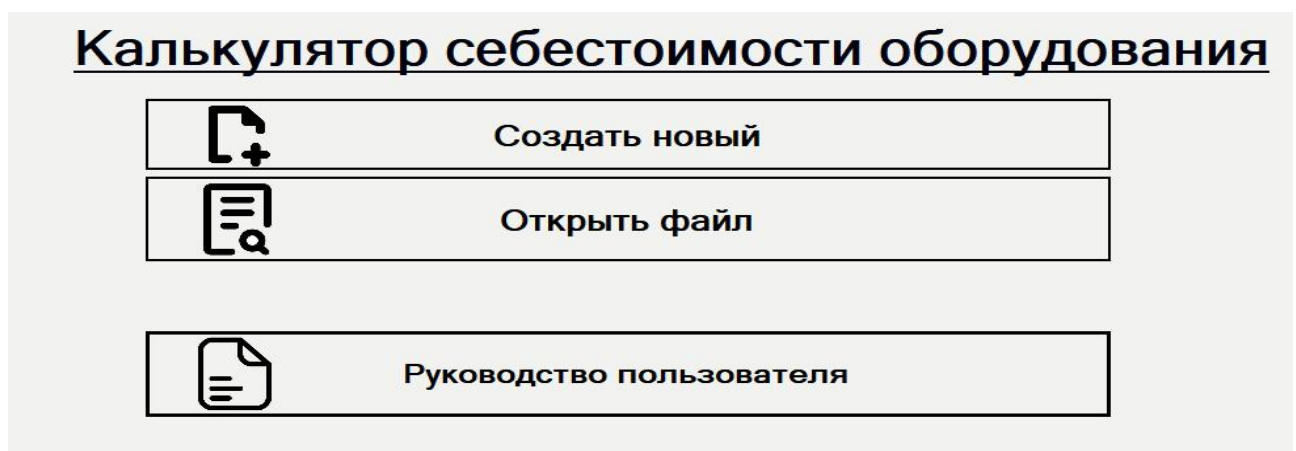 Калькулятор себестоимости оборудования
Создать новый
Открыть файл
Руководство пользователя